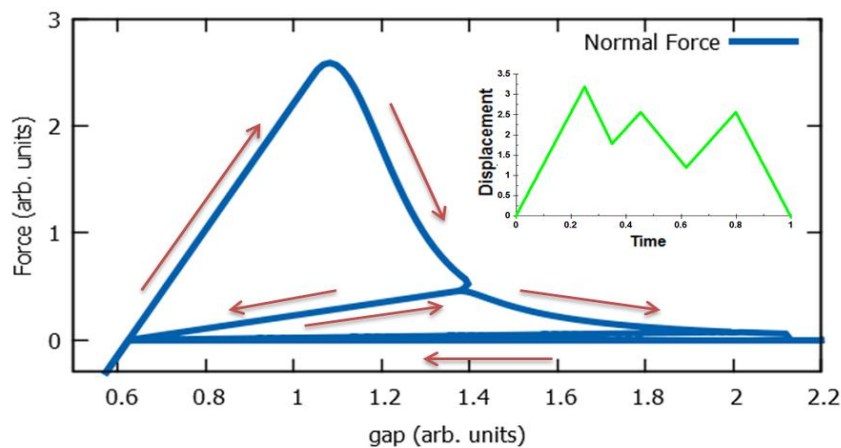 3
2
1
0
Force (arb. units)
0.6 0.8 1 1.2 1.4 1.6 1.8 2 2.2
gap (arb. units)
Normal Force
3.5
3
2.5
2
1.5
1
0.5
0
Displacement
0 0.2 0.4 0.6 0.8 1
Time